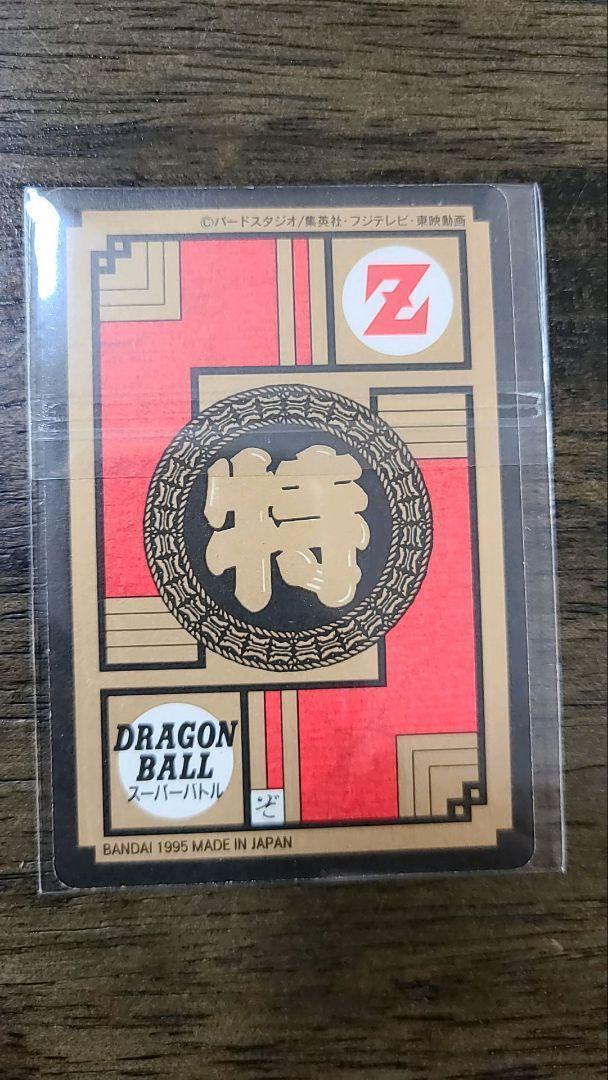 ©バードスタジオ/集英社・フジテレビ・東映動画
Z
将
DRAGON
BALL
スーパーバトル
ぞ
BANDAI 1995 MADE IN JAPAN